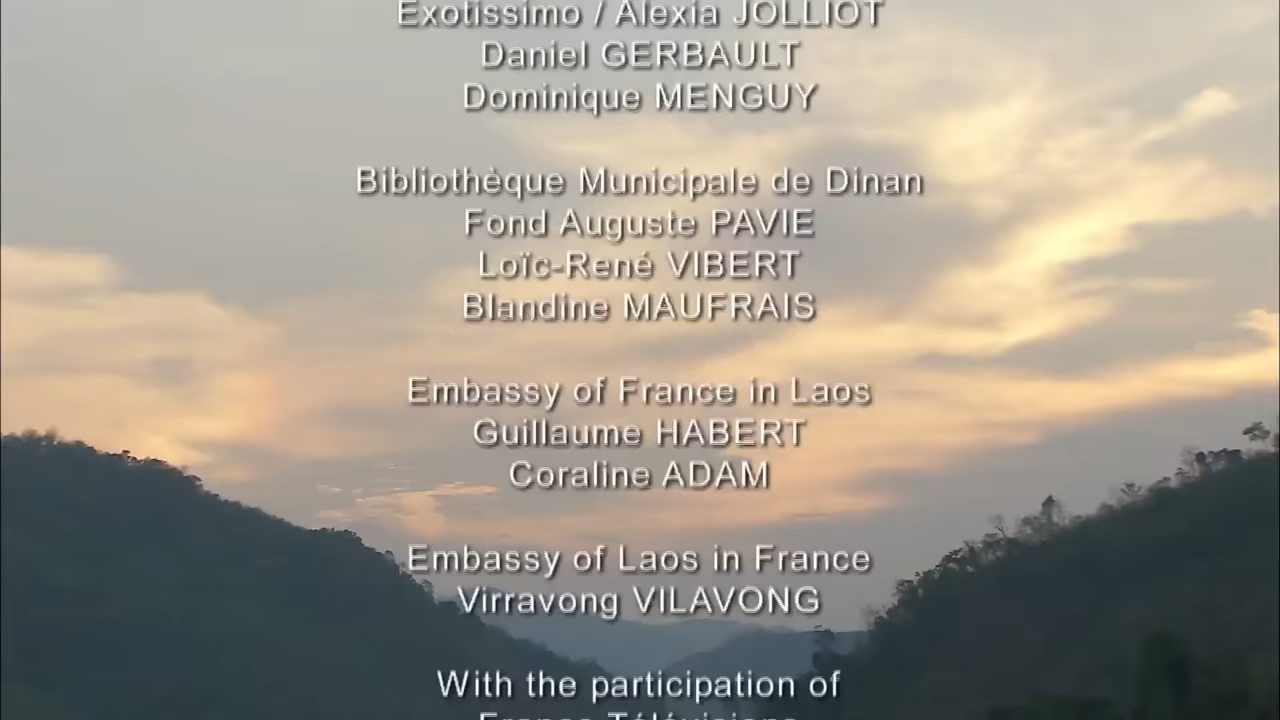 Exotissimo / Alexia JOLLIOT
Daniel GERBAULT
Dominique MENGUY
Bibliothèque Municipale de Dinan
Fond Auguste PAVIE
Loïc-René VIBERT
Blandine MAUFRAIS
Embassy of France in Laos
Guillaume HABERT
Coraline ADAM
Embassy of Laos in France
Virravong VILAVONG
With the participation of
France Télévisions